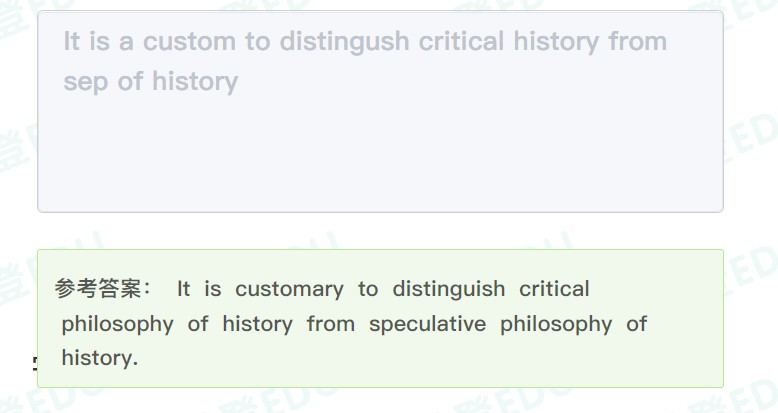 It is a custom to distingush critical history from
sep of history
参考答案： It is customary to distinguish critical
philosophy of history from speculative philosophy of
history.